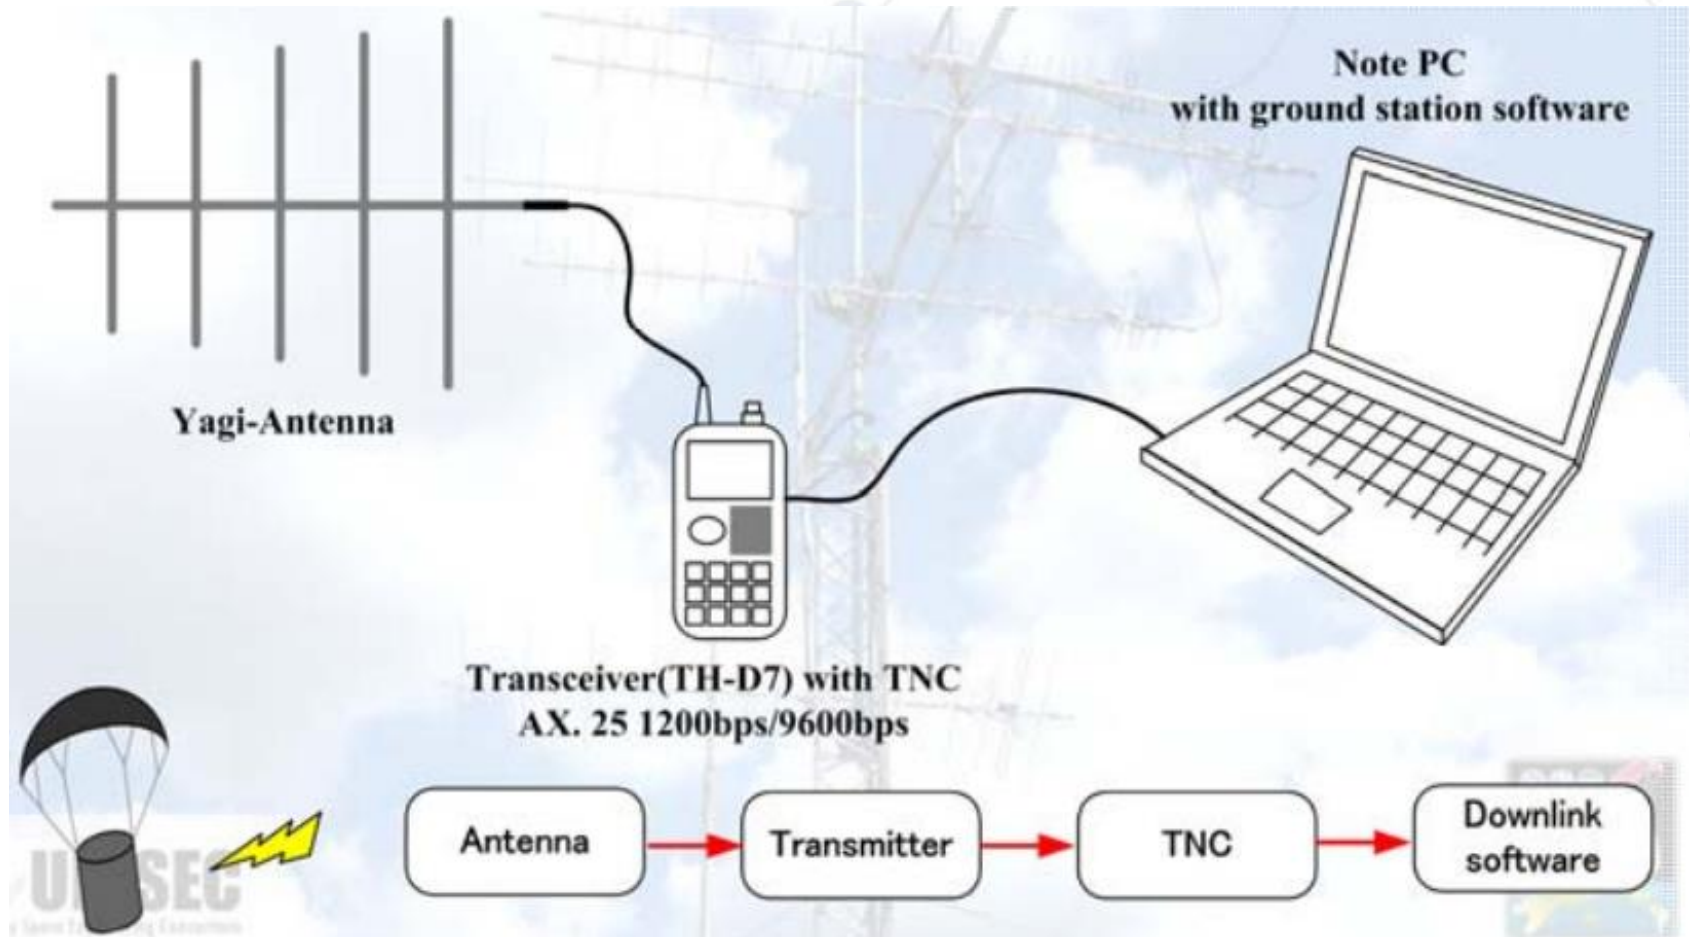 Note PC
with ground station software
Yagi-Antenna
Transceiver(TH-D7) with TNC
AX. 25 1200bps/9600bps
Antenna
Transmitter
TNC
Downlink
software